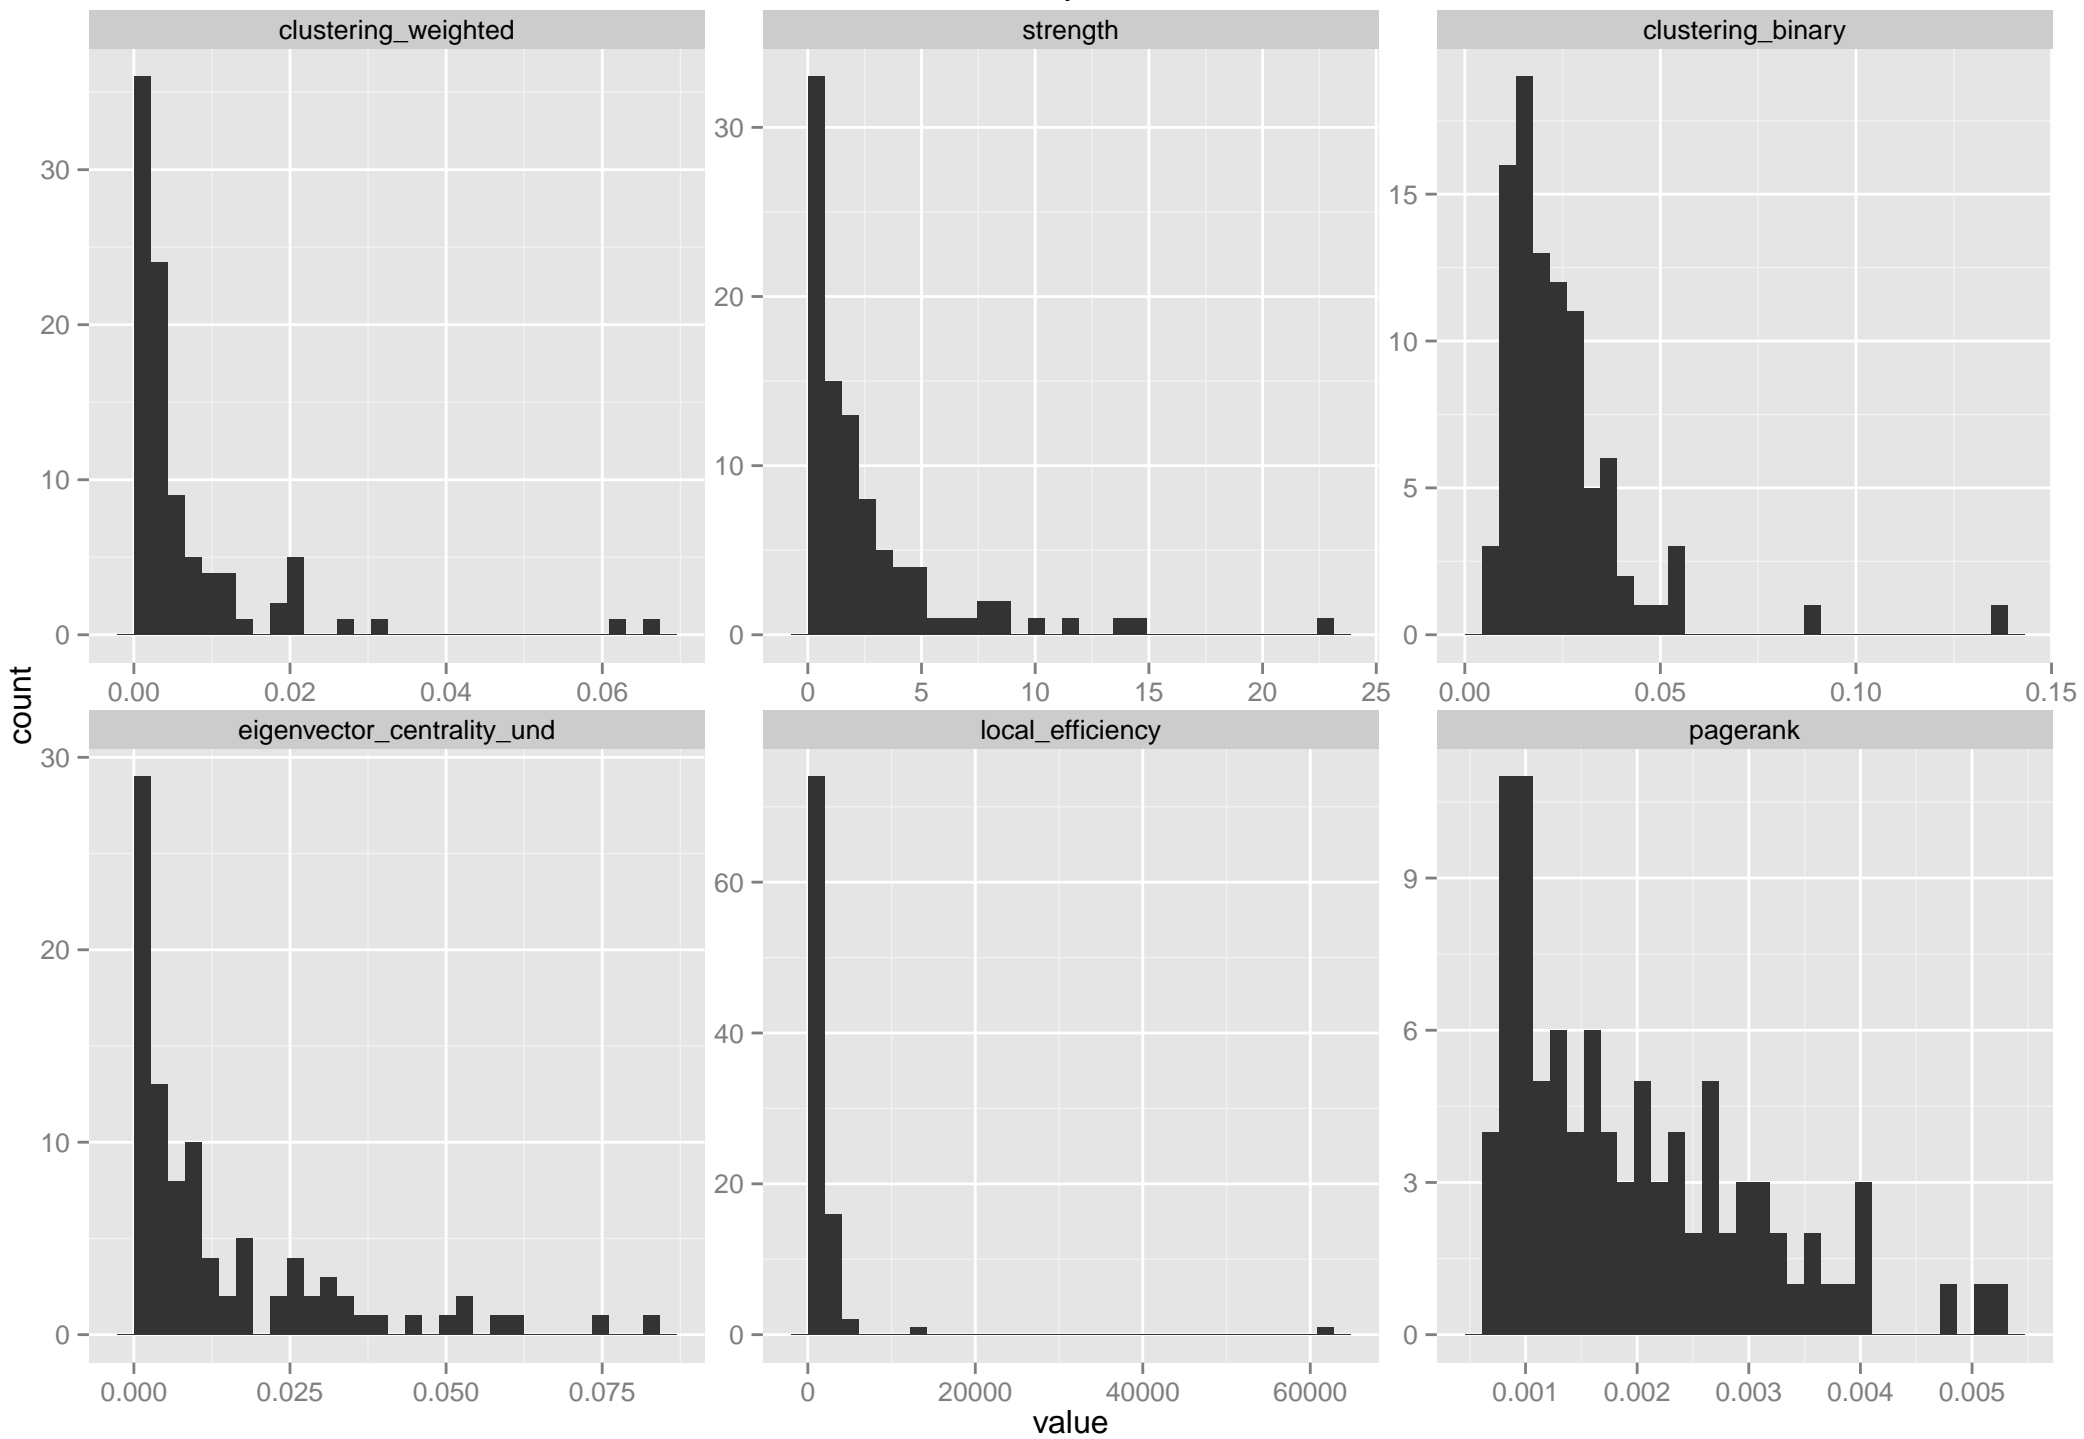 clustering_weighted
strength
clustering_binary
30
20
10
0
0.00 0.02 0.04 0.06
30
20
10
0
0 5 10 15 20 25
15
10
5
0
0.00 0.05 0.10 0.15
count
eigenvector_centrality_und
local_efficiency
pagerank
30
20
10
0
0.000 0.025 0.050 0.075
60
40
20
0
0 20000 40000 60000
9
6
3
0
0.001 0.002 0.003 0.004 0.005
value